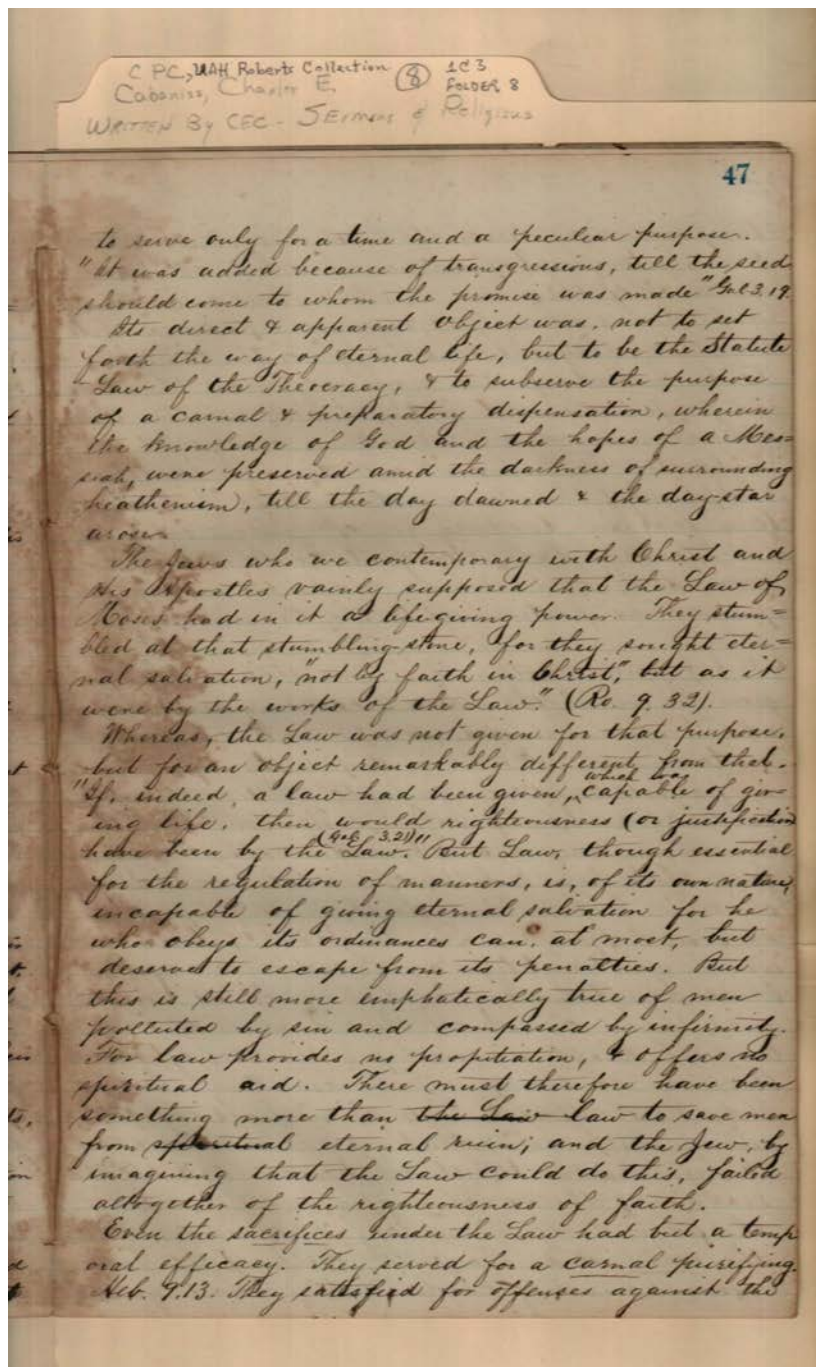 C PC, UAH Roberts Collection 8 1C3
Cabaniss, Charles E. FOLDER 8
WRITTEN By CEC - SERMONS & Religious
47
to serve only for a time and a peculiar purpose.
"It was added because of transgressions, till the seed
should come to whom the promise was made" Gal 3.19.
Its direct & apparent object was, not to set
forth the way of eternal life, but to be the Statute
Law of the Theocracy, & to subserve the purpose
of a carnal & preparatory dispensation, wherein
the knowledge of God and the hopes of a Mes=
siah, were preserved amid the darkness of surrounding
heathenism, till the day dawned & the day-star
arose.
The Jews who we contemporary with Christ and
His Apostles vainly supposed that the Law of
Moses had in it a life-giving power. They stum=
bled at that stumbling-stone, for they sought eter=
nal salvation, "not by faith in Christ", but as it
were by the works of the Law." (Ro. 9. 32).
Whereas, the Law was not given for that purpose,
but for an object remarkably different from that.
"If, indeed, a law had been given, which was capable of giv-
ing life, then would righteousness (or justification
have been by the Law. (Gal. 3.21)" But Law, though essential
for the regulation of manners, is, of its own nature,
incapable of giving eternal salvation for he
who obeys its ordinances can, at most, but
deserve to escape from its penalties. But
this is still more emphatically true of men
polluted by sin and compassed by infirmity.
For law provides no propitiation, & offers no
spiritual aid. There must therefore have been
something more than the Law law to save men
from spiritual eternal ruin; and the Jew, by
imagining that the Law could do this, failed
altogether of the righteousness of faith.
Even the sacrifices under the Law had but a temp
oral efficacy. They served for a carnal purifying.
Heb. 9.13. They satisfied for offenses against the